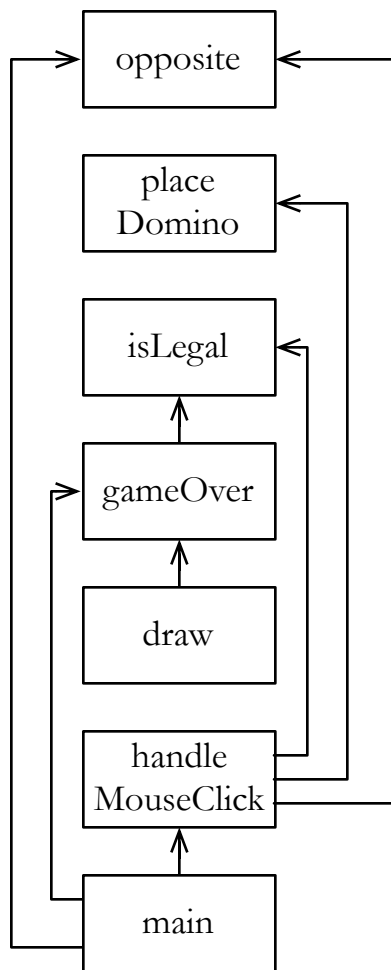 opposite
place
Domino
isLegal
gameOver
draw
handle
MouseClick
main